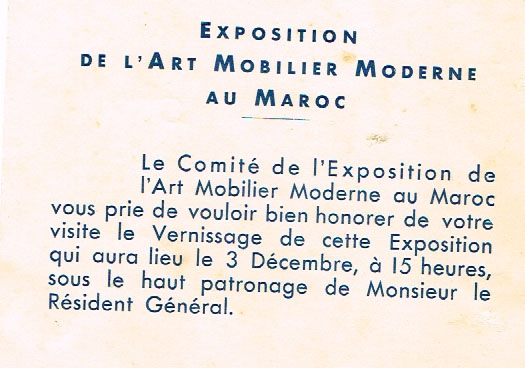 EXPOSITION
DE L'ART MOBILIER MODERNE
AU MAROC
Le Comité de l'Exposition de
l'Art Mobilier Moderne au Maroc
vous prie de vouloir bien honorer de votre
visite le Vernissage de cette Exposition
qui aura lieu le 3 Décembre, à 15 heures,
sous le haut patronage de Monsieur le
Résident Général.